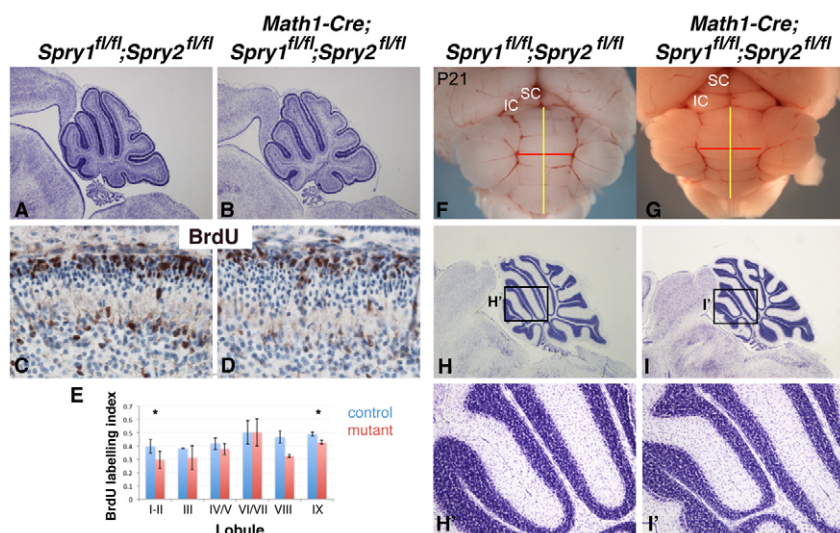 Spry1fl/fl;Spry2fl/fl
Math1-Cre;
Spry1fl/fl;Spry2fl/fl
A
B
BrdU
C
D
E
BrdU labelling index
0.7
0.6
0.5
0.4
0.3
0.2
0.1
0
*
*
control
mutant
I-II
III
IV/V
VI/VII
VIII
IX
Lobule
Spry1fl/fl;Spry2fl/fl
Math1-Cre;
Spry1fl/fl;Spry2fl/fl
P21
SC
IC
F
SC
IC
G
H'
H
I'
I
H'
I'